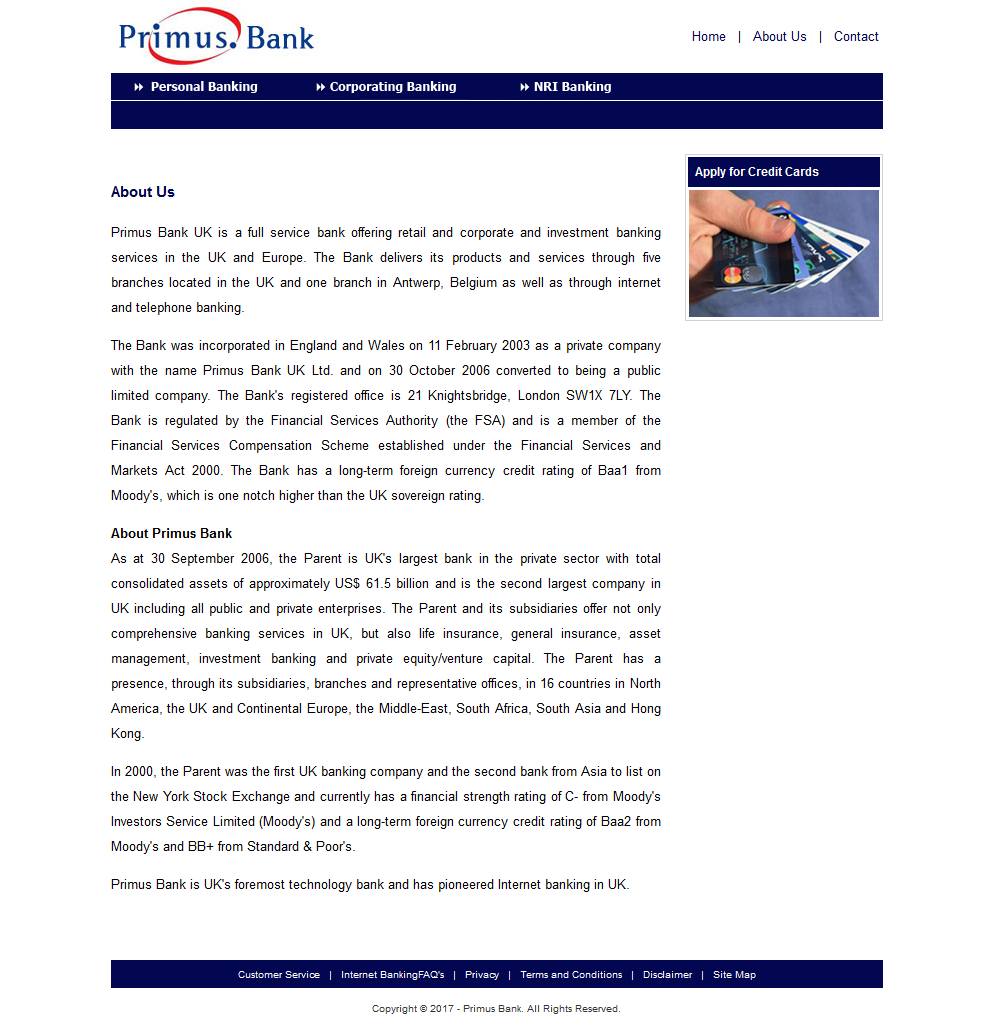 Primus. Bank
Home | About Us | Contact
Personal Banking
Corporating Banking
NRI Banking
Apply for Credit Cards
About Us
Primus Bank UK is a full service bank offering retail and corporate and investment banking
services in the UK and Europe. The Bank delivers its products and services through five
branches located in the UK and one branch in Antwerp, Belgium as well as through internet
and telephone banking.
The Bank was incorporated in England and Wales on 11 February 2003 as a private company
with the name Primus Bank UK Ltd. and on 30 October 2006 converted to being a public
limited company. The Bank's registered office is 21 Knightsbridge, London SW1X 7LY. The
Bank is regulated by the Financial Services Authority (the FSA) and is a member of the
Financial Services Compensation Scheme established under the Financial Services and
Markets Act 2000. The Bank has a long-term foreign currency credit rating of Baa1 from
Moody's, which is one notch higher than the UK sovereign rating.
About Primus Bank
As at 30 September 2006, the Parent is UK's largest bank in the private sector with total
consolidated assets of approximately US$ 61.5 billion and is the second largest company in
UK including all public and private enterprises. The Parent and its subsidiaries offer not only
comprehensive banking services in UK, but also life insurance, general insurance, asset
management, investment banking and private equity/venture capital. The Parent has a
presence, through its subsidiaries, branches and representative offices, in 16 countries in North
America, the UK and Continental Europe, the Middle-East, South Africa, South Asia and Hong
Kong.
In 2000, the Parent was the first UK banking company and the second bank from Asia to list on
the New York Stock Exchange and currently has a financial strength rating of C- from Moody's
Investors Service Limited (Moody's) and a long-term foreign currency credit rating of Baa2 from
Moody's and BB+ from Standard & Poor's.
Primus Bank is UK's foremost technology bank and has pioneered Internet banking in UK.
Customer Service | Internet BankingFAQ's | Privacy | Terms and Conditions | Disclaimer | Site Map
Copyright © 2017 - Primus Bank. All Rights Reserved.